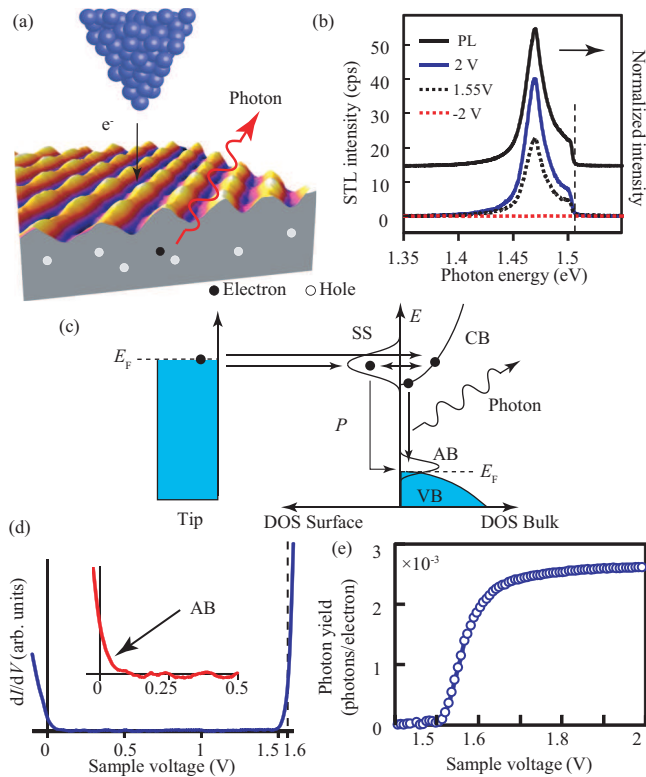 (a)
e-
Photon
Electron
Hole
(b)
STL intensity (cps)
50
40
30
20
10
0
PL
2 V
1.55V
-2 V
Normalized intensity
1.35
1.4
1.45
1.5
Photon energy (eV)
(c)
EF
Tip
SS
E
CB
P
Photon
AB
EF
VB
DOS Surface
DOS Bulk
(d)
dI/dV (arb. units)
AB
0
0.25
0.5
0
0.5
1
1.5
1.6
Sample voltage (V)
(e)
Photon yield
(photons/electron)
×10-3
3
2
1
0
1.5
1.6
1.8
1.8
2
Sample voltage (V)